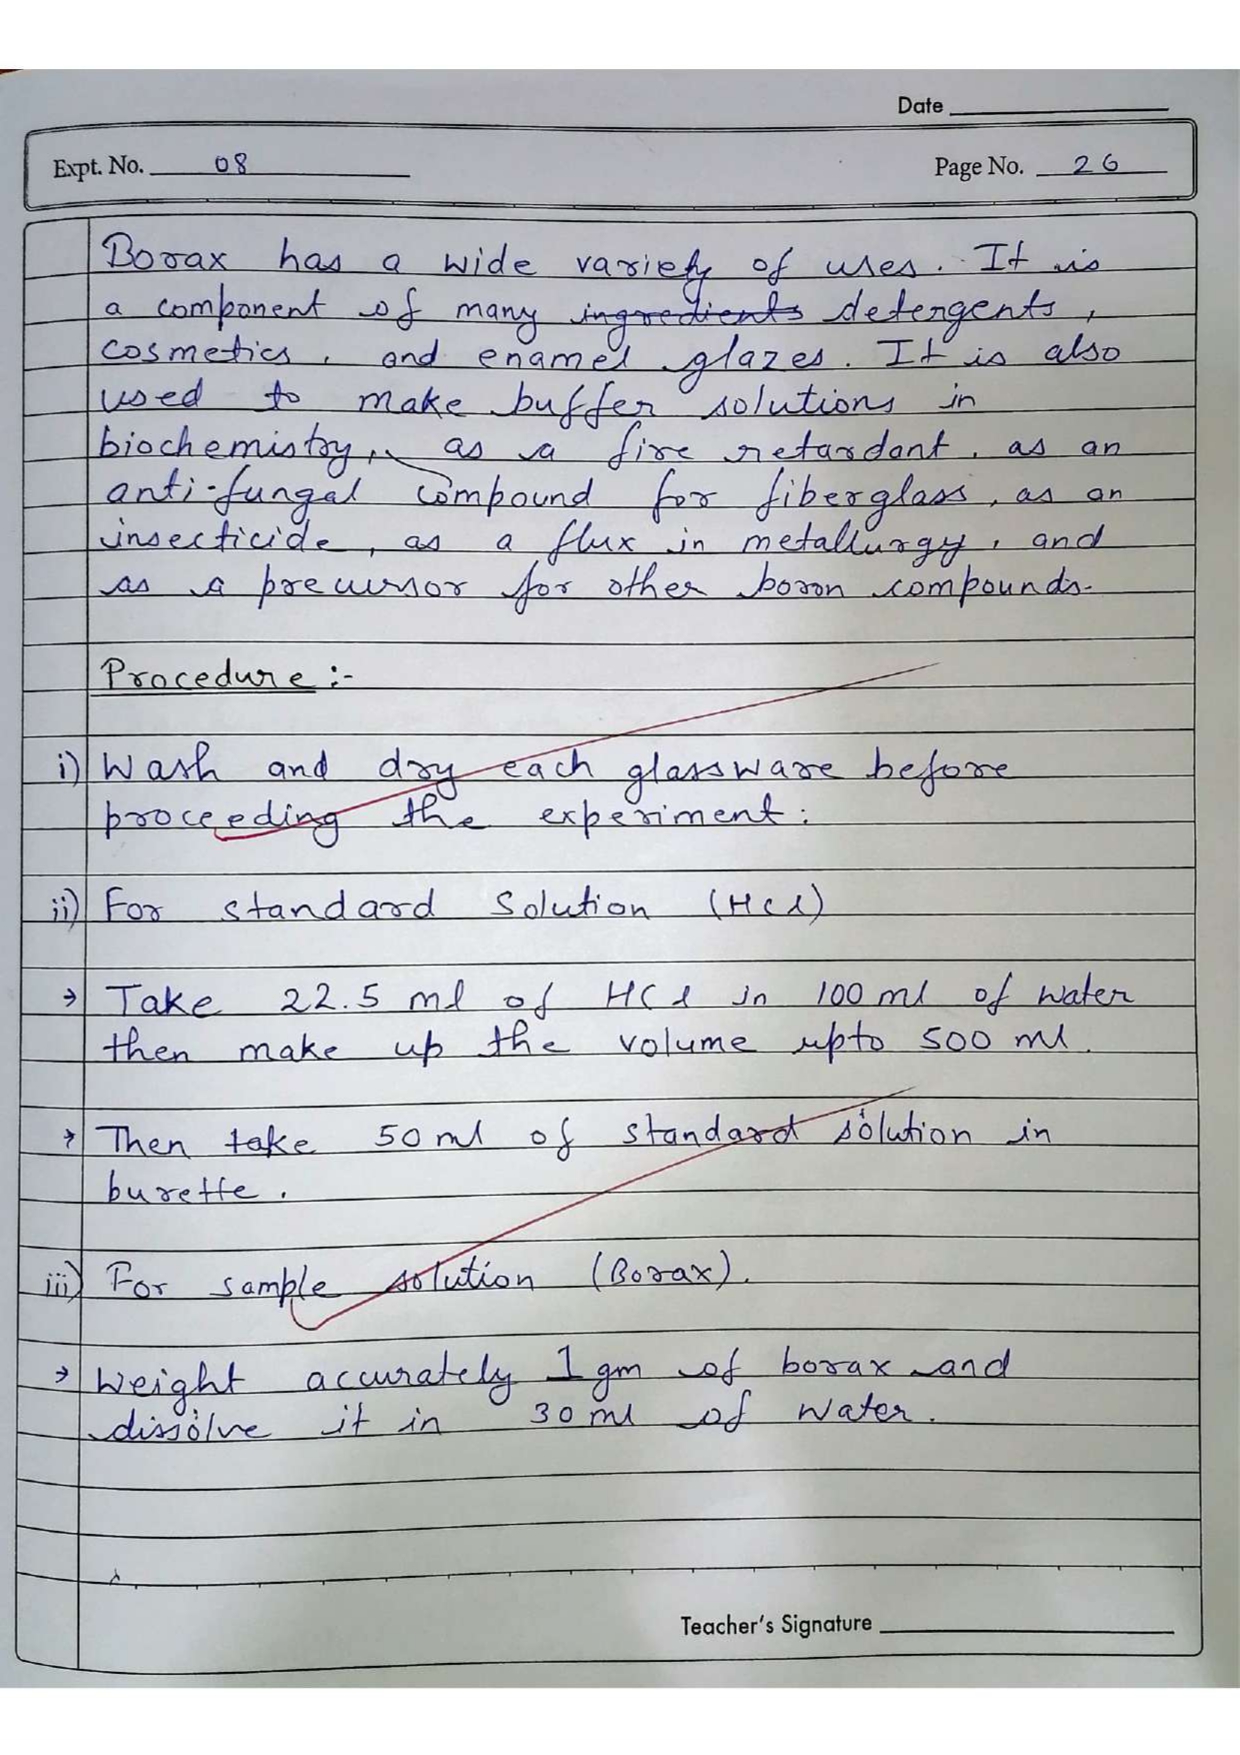 Date
Expt. No. 08
Page No. 26
Borax has a wide variety of uses. It is
a component of many ingredients detergents,
cosmetics, and enamel glazes. It is also
used to make buffer solutions in
biochemistry, as a fire retardant, as an
anti-fungal compound for fiberglass, as an
insecticide, as a flux in metallurgy, and
as a precursor for other boron compounds.
Procedure :-
i) Wash and dry each glassware before
proceeding the experiment.
ii) For standard Solution (HCl)
→ Take 22.5 ml of HCl in 100 ml of water
then make up the volume upto 500 ml.
→ Then take 50 ml of standard solution in
burette.
iii) For sample solution (Borax).
→ Weight accurately 1 gm of borax and
dissolve it in 30 ml of water.
Teacher's Signature